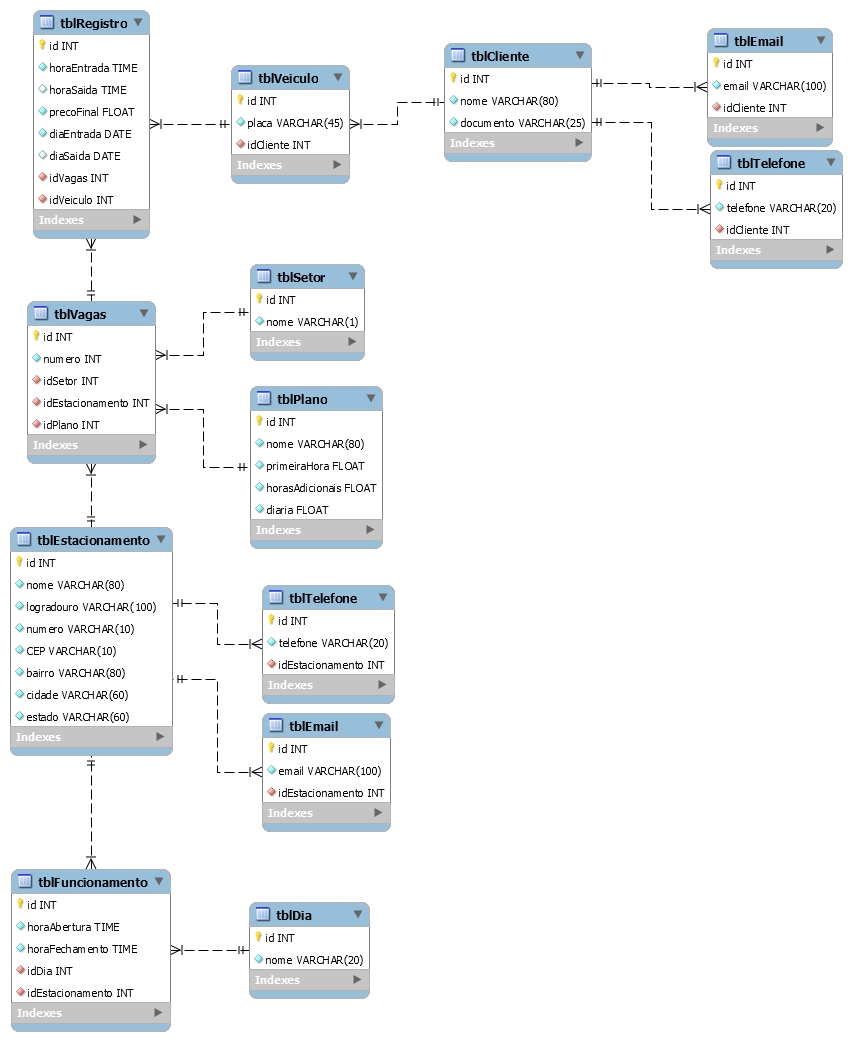 tblRegistro
id INT
horaEntrada TIME
horaSaida TIME
precoFinal FLOAT
diaEntrada DATE
diaSaida DATE
idVagas INT
idVeiculo INT
Indexes
tblVeiculo
id INT
placa VARCHAR(45)
idCliente INT
Indexes
tblCliente
id INT
nome VARCHAR(80)
documento VARCHAR(25)
Indexes
tblEmail
id INT
email VARCHAR(100)
idCliente INT
Indexes
tblTelefone
id INT
telefone VARCHAR(20)
idCliente INT
Indexes
tblVagas
id INT
numero INT
idSetor INT
idEstacionamento INT
idPlano INT
Indexes
tblSetor
id INT
nome VARCHAR(1)
Indexes
tblPlano
id INT
nome VARCHAR(80)
primeiraHora FLOAT
horasAdicionais FLOAT
diaria FLOAT
Indexes
tblEstacionamento
id INT
nome VARCHAR(80)
logradouro VARCHAR(100)
numero VARCHAR(10)
CEP VARCHAR(10)
bairro VARCHAR(80)
cidade VARCHAR(60)
estado VARCHAR(60)
Indexes
tblTelefone
id INT
telefone VARCHAR(20)
idEstacionamento INT
Indexes
tblEmail
id INT
email VARCHAR(100)
idEstacionamento INT
Indexes
tblFuncionamento
id INT
horaAbertura TIME
horaFechamento TIME
idDia INT
idEstacionamento INT
Indexes
tblDia
id INT
nome VARCHAR(20)
Indexes